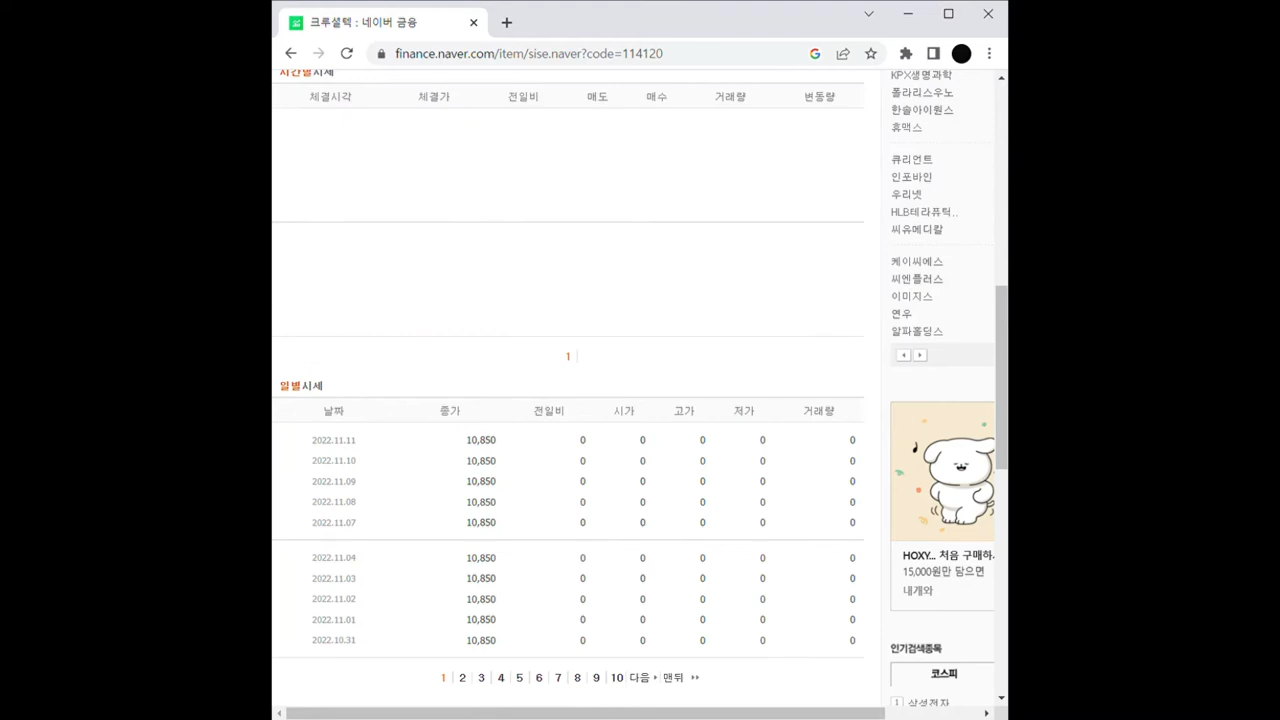 크루셜텍 : 네이버 금융
finance.naver.com/item/sise.naver?code=114120
시간별시세
체결시각 체결가 전일비 매도 매수 거래량 변동량
1
일별시세
날짜 종가 전일비 시가 고가 저가 거래량
2022.11.11 10,850 0 0 0 0 0
2022.11.10 10,850 0 0 0 0 0
2022.11.09 10,850 0 0 0 0 0
2022.11.08 10,850 0 0 0 0 0
2022.11.07 10,850 0 0 0 0 0
2022.11.04 10,850 0 0 0 0 0
2022.11.03 10,850 0 0 0 0 0
2022.11.02 10,850 0 0 0 0 0
2022.11.01 10,850 0 0 0 0 0
2022.10.31 10,850 0 0 0 0 0
1 2 3 4 5 6 7 8 9 10 다음 맨뒤
KPX생명과학
폴라리스우노
한솔아이원스
휴맥스
큐리언트
인포바인
우리넷
HLB테라퓨틱..
씨유메디칼
케이씨에스
씨엔플러스
이미지스
연우
알파홀딩스
HOXY... 처음 구매하
15,000원만 담으면
내개와
인기검색종목
코스피
1 삼성전자